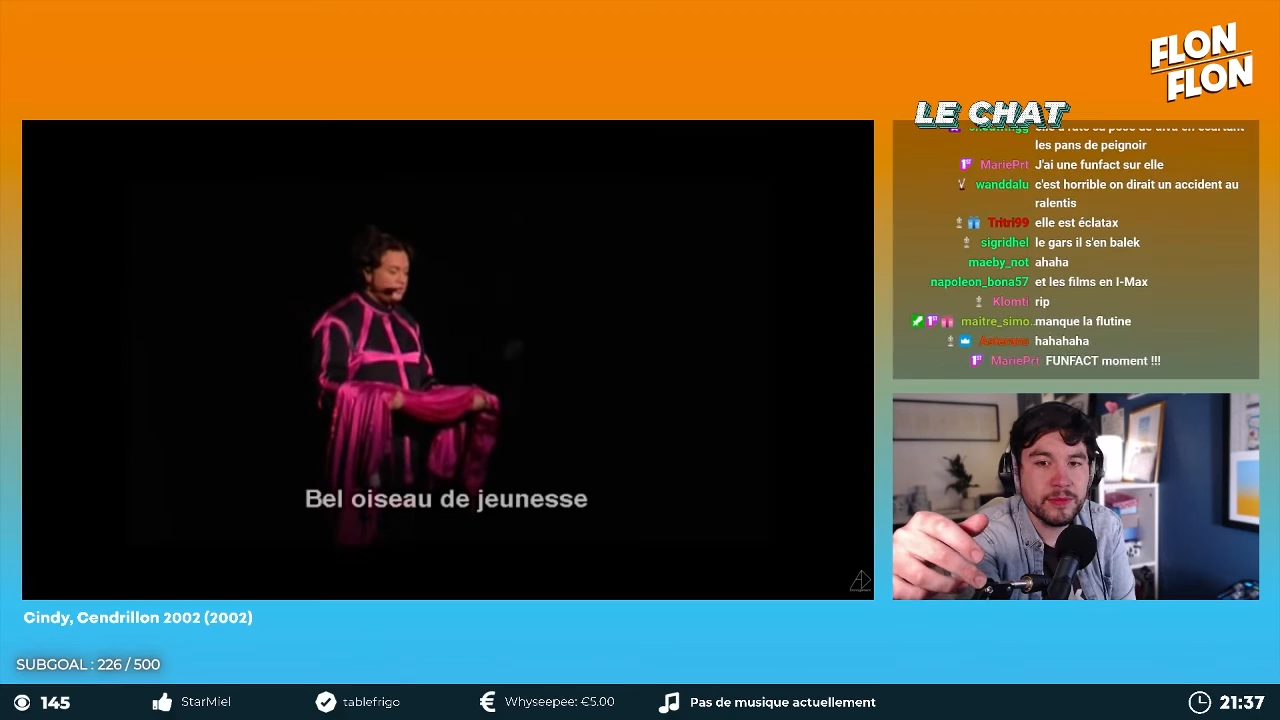 FLON
FLON
LE CHAT
les pans de peignoir
MariePrt J'ai une funfact sur elle
wanddalu c'est horrible on dirait un accident au
ralentis
Tritri99 elle est éclatax
sigridhel le gars il s'en balek
maeby_not ahaha
napoleon_bona57 et les films en I-Max
Klomti rip
maitre_simo.. manque la flutine
Asterans hahahaha
MariePrt FUNFACT moment !!!
Bel oiseau de jeunesse
Cindy, Cendrillon 2002 (2002)
SUBGOAL : 226 / 500
145 StarMiel tablefrigo Whyseepee: €5.00 Pas de musique actuellement 21:37